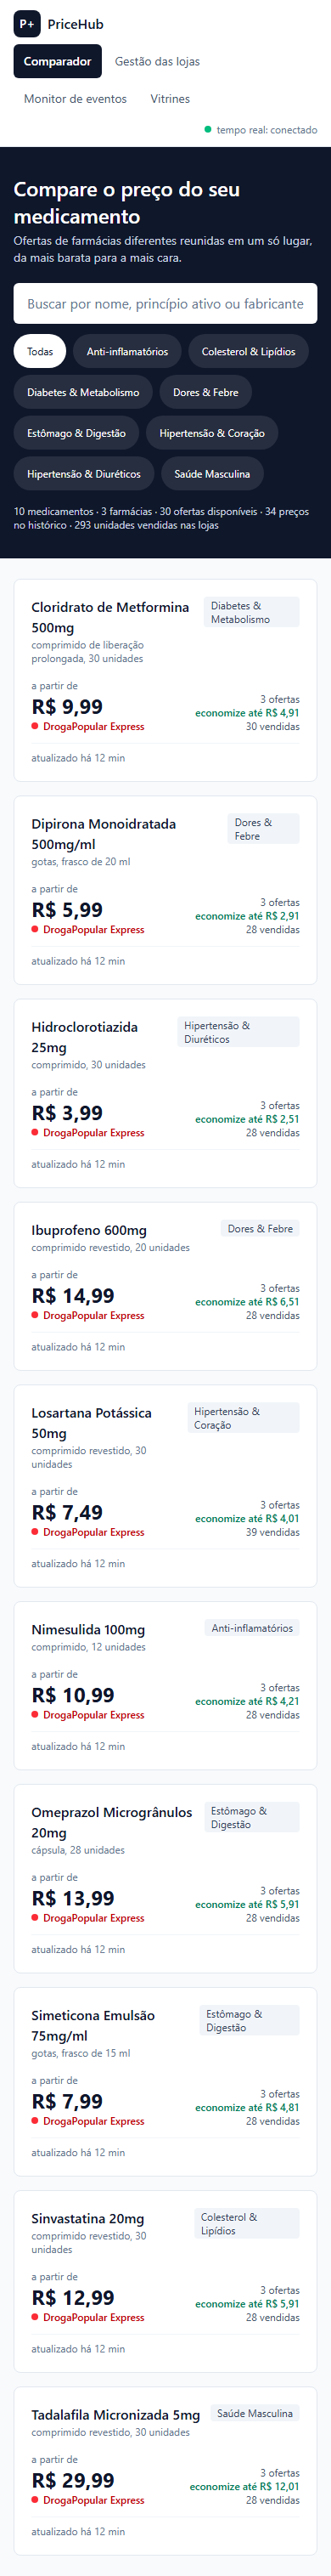 P+ PriceHub
Comparador Gestão das lojas
Monitor de eventos Vitrines
tempo real: conectado
Compare o preço do seu
medicamento
Ofertas de farmácias diferentes reunidas em um só lugar,
da mais barata para a mais cara.
Buscar por nome, princípio ativo ou fabricante
Todas Anti-inflamatórios Colesterol & Lipídios
Diabetes & Metabolismo Dores & Febre
Estômago & Digestão Hipertensão & Coração
Hipertensão & Diuréticos Saúde Masculina
10 medicamentos · 3 farmácias · 30 ofertas disponíveis · 34 preços
no histórico · 293 unidades vendidas nas lojas
Cloridrato de Metformina
500mg
Diabetes &
Metabolismo
comprimido de liberação
prolongada, 30 unidades
a partir de
R$ 9,99
DrogaPopular Express
3 ofertas
economize até R$ 4,91
30 vendidas
atualizado há 12 min
Dipirona Monoidratada
500mg/ml
Dores &
Febre
gotas, frasco de 20 ml
a partir de
R$ 5,99
DrogaPopular Express
3 ofertas
economize até R$ 2,91
28 vendidas
atualizado há 12 min
Hidroclorotiazida
25mg
Hipertensão &
Diuréticos
comprimido, 30 unidades
a partir de
R$ 3,99
DrogaPopular Express
3 ofertas
economize até R$ 2,51
28 vendidas
atualizado há 12 min
Ibuprofeno 600mg
Dores & Febre
comprimido revestido, 20 unidades
a partir de
R$ 14,99
DrogaPopular Express
3 ofertas
economize até R$ 6,51
28 vendidas
atualizado há 12 min
Losartana Potássica
50mg
Hipertensão &
Coração
comprimido revestido, 30
unidades
a partir de
R$ 7,49
DrogaPopular Express
3 ofertas
economize até R$ 4,01
39 vendidas
atualizado há 12 min
Nimesulida 100mg
Anti-inflamatórios
comprimido, 12 unidades
a partir de
R$ 10,99
DrogaPopular Express
3 ofertas
economize até R$ 4,21
28 vendidas
atualizado há 12 min
Omeprazol Microgrânulos
20mg
Estômago &
Digestão
cápsula, 28 unidades
a partir de
R$ 13,99
DrogaPopular Express
3 ofertas
economize até R$ 5,91
28 vendidas
atualizado há 12 min
Simeticona Emulsão
75mg/ml
Estômago &
Digestão
gotas, frasco de 15 ml
a partir de
R$ 7,99
DrogaPopular Express
3 ofertas
economize até R$ 4,81
28 vendidas
atualizado há 12 min
Sinvastatina 20mg
Colesterol &
Lipídios
comprimido revestido, 30
unidades
a partir de
R$ 12,99
DrogaPopular Express
3 ofertas
economize até R$ 5,91
28 vendidas
atualizado há 12 min
Tadalafila Micronizada 5mg
Saúde Masculina
comprimido revestido, 30 unidades
a partir de
R$ 29,99
DrogaPopular Express
3 ofertas
economize até R$ 12,01
28 vendidas
atualizado há 12 min